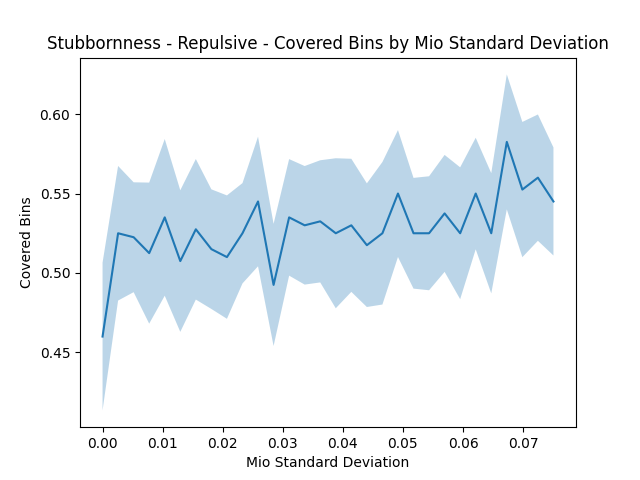 Stubbornness - Repulsive - Covered Bins by Mio Standard Deviation
0.60
0.55
0.50
0.45
Covered Bins
0.00 0.01 0.02 0.03 0.04 0.05 0.06 0.07
Mio Standard Deviation